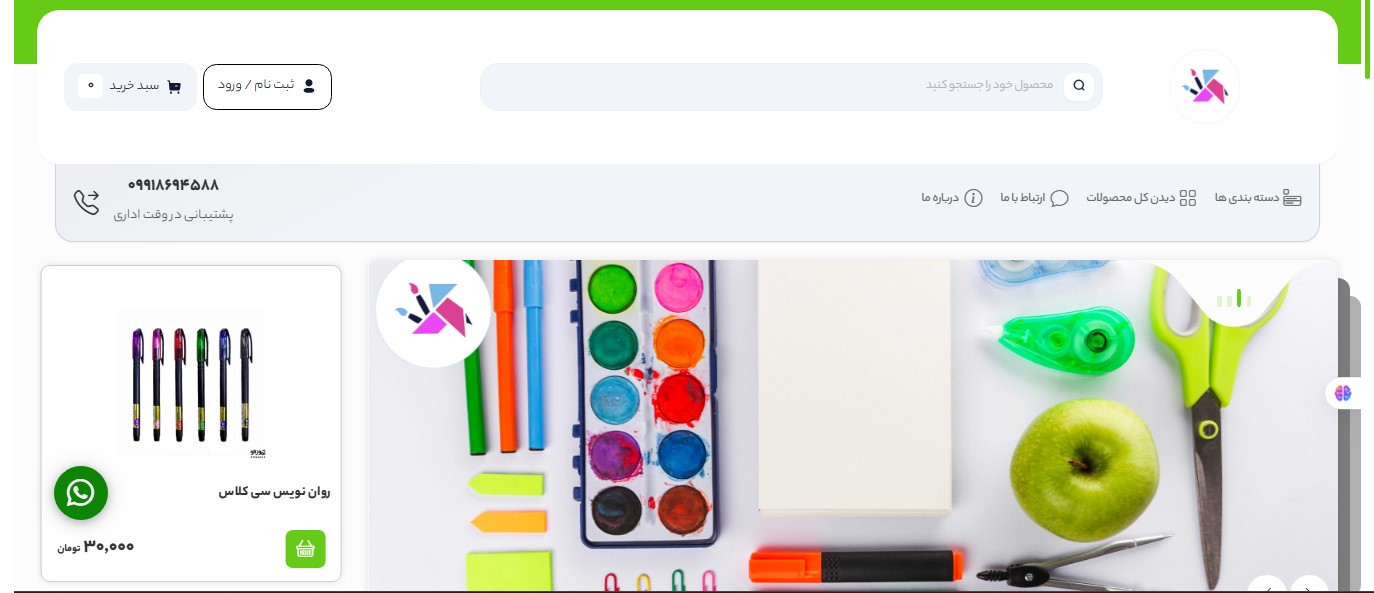 محصول خود را جستجو کنید
ثبت نام / ورود
سبد خرید ۰
دسته بندی ها
دیدن کل محصولات
ارتباط با ما
درباره ما
۰۹۹۱۸۶۹۴۵۸۸
پشتیبانی در وقت اداری
روان نویس سی کلاس
۳۰,۰۰۰ تومان